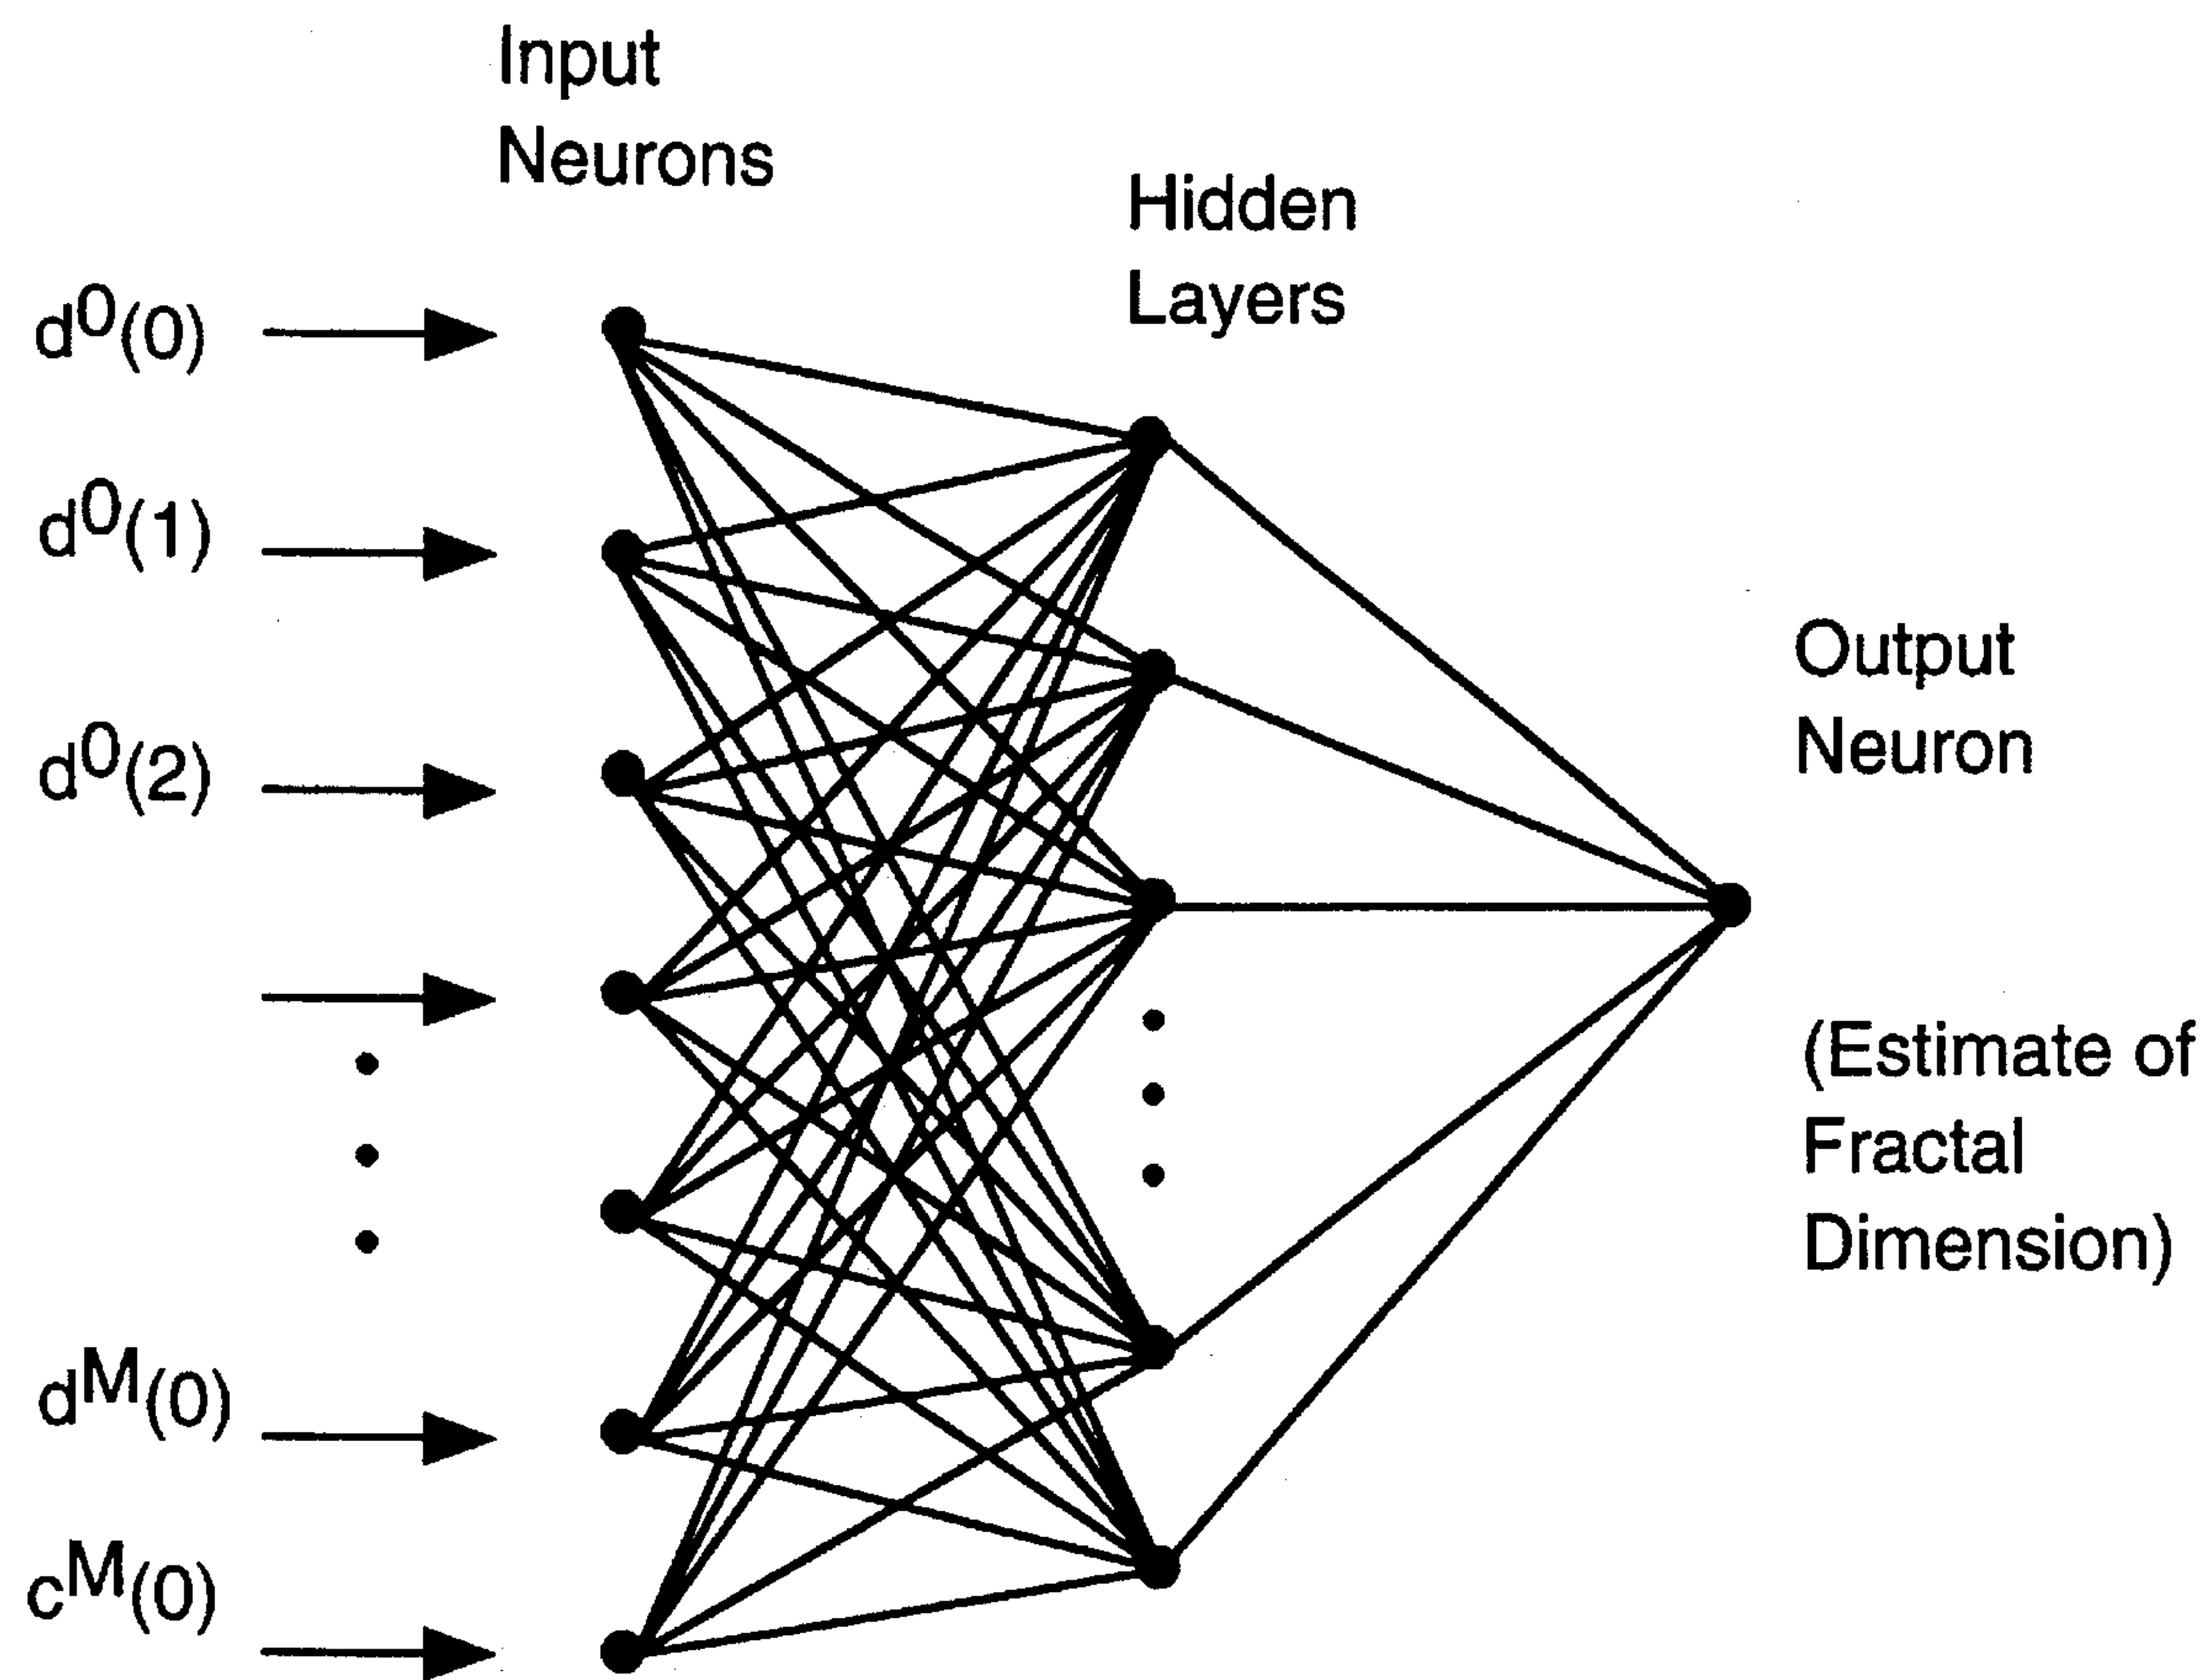 Input
Neurons
Hidden
Layers
d⁰(0)
d⁰(1)
d⁰(2)
dᴹ(0)
cᴹ(0)
Output
Neuron
(Estimate of
Fractal
Dimension)